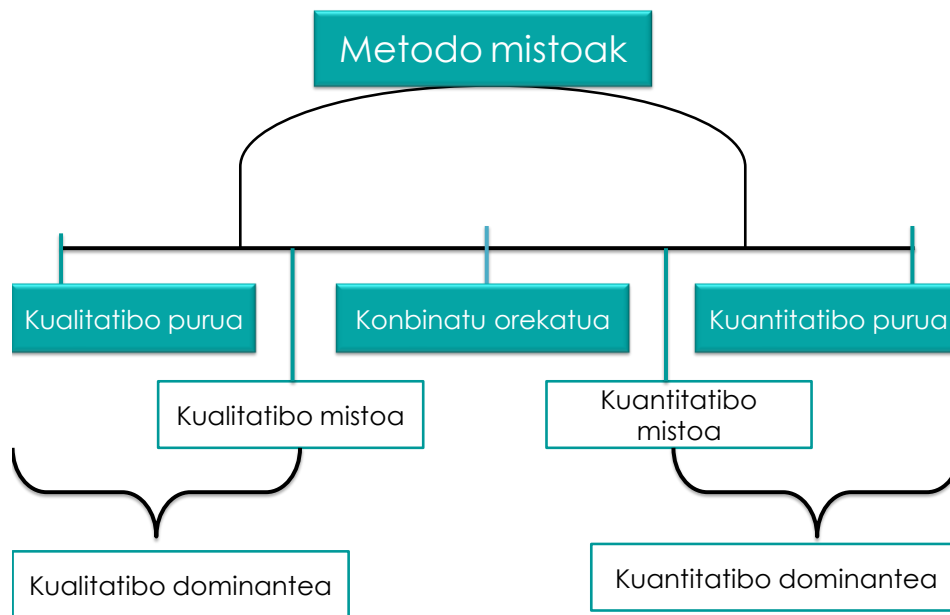 Metodo mistoak
Kualitatibo purua
Konbinatu orekatua
Kuantitatibo purua
Kualitatibo mistoa
Kuantitatibo
mistoa
Kualitatibo dominantea
Kuantitatibo dominantea